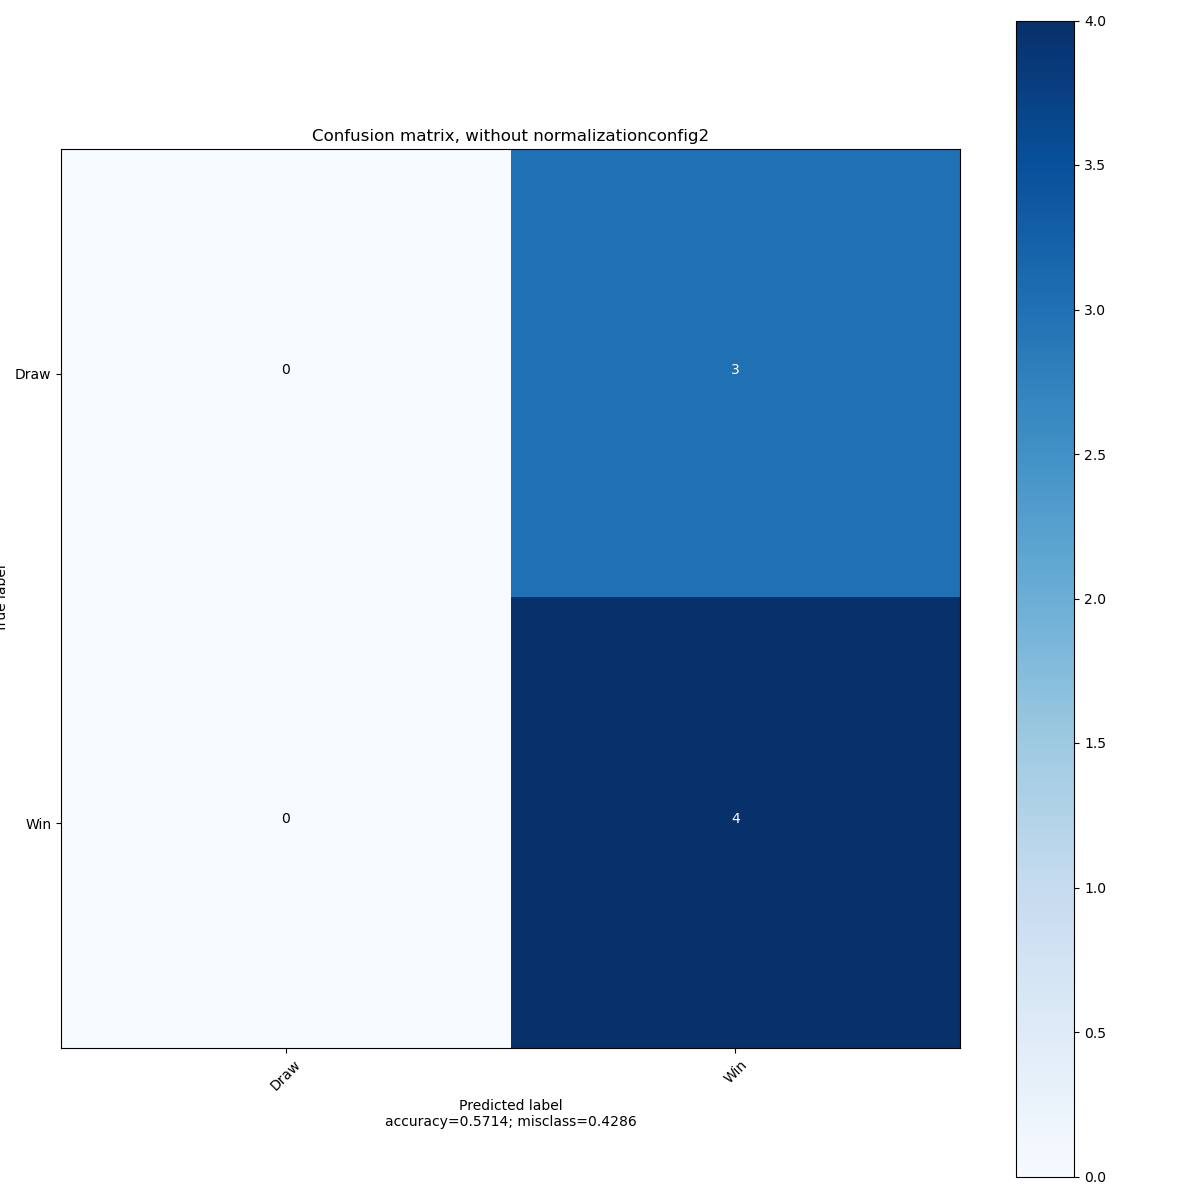 Confusion matrix, without normalizationconfig2
Draw
0
3
Win
0
4
Draw
Win
Predicted label
accuracy=0.5714; misclass=0.4286
4.0
3.5
3.0
2.5
2.0
1.5
1.0
0.5
0.0